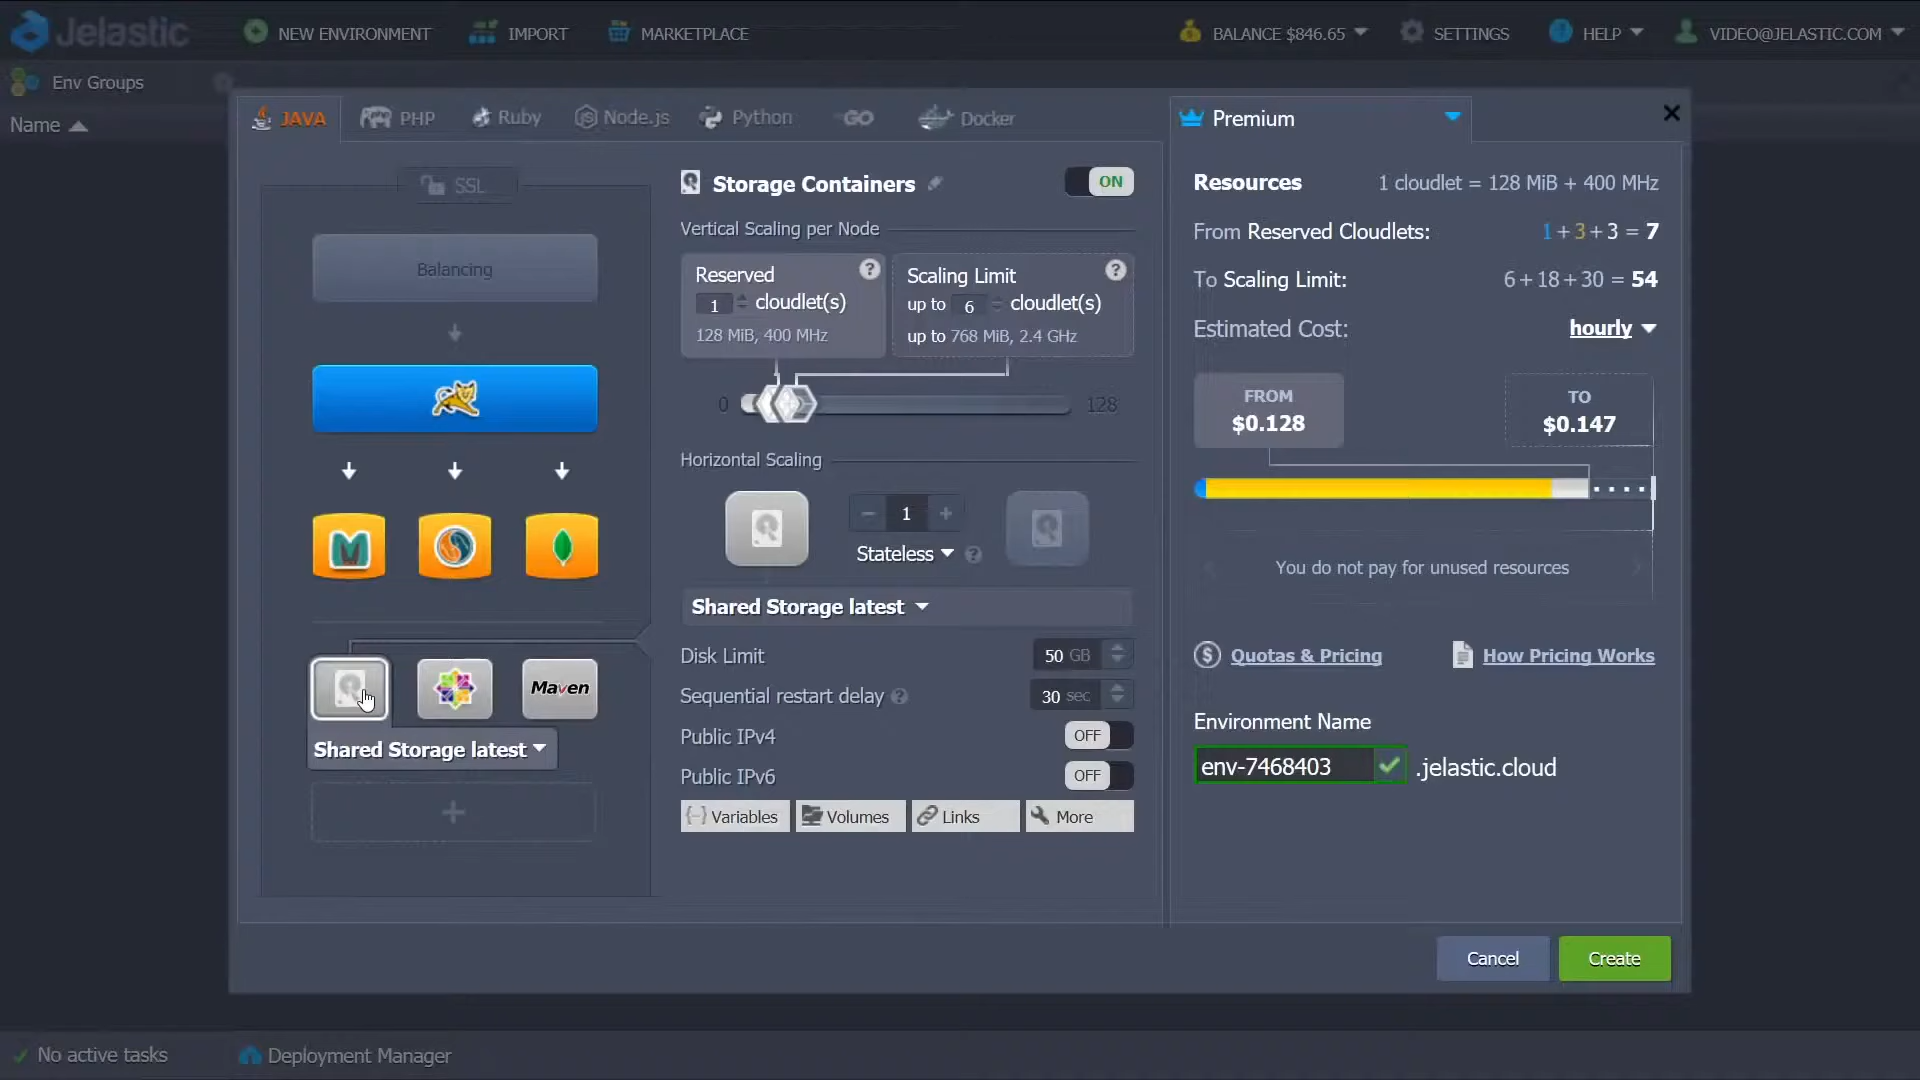 Jelastic
NEW ENVIRONMENT
IMPORT
MARKETPLACE
BALANCE $846.65
SETTINGS
HELP
VIDEO@JELASTIC.COM
Env Groups
Name
JAVA
PHP
Ruby
Node.js
Python
GO
Docker
Premium
SSL
Balancing
Maven
Shared Storage latest
+
Storage Containers
ON
Vertical Scaling per Node
Reserved ?
1 cloudlet(s)
128 MiB, 400 MHz
Scaling Limit ?
up to 6 cloudlet(s)
up to 768 MiB, 2.4 GHz
0
128
Horizontal Scaling
− 1 +
Stateless ?
Shared Storage latest
Disk Limit 50 GB
Sequential restart delay ? 30 sec
Public IPv4 OFF
Public IPv6 OFF
Variables
Volumes
Links
More
Resources 1 cloudlet = 128 MiB + 400 MHz
From Reserved Cloudlets: 1 + 3 + 3 = 7
To Scaling Limit: 6 + 18 + 30 = 54
Estimated Cost: hourly
FROM
$0.128
TO
$0.147
You do not pay for unused resources
$ Quotas & Pricing
How Pricing Works
Environment Name
env-7468403 .jelastic.cloud
Cancel
Create
No active tasks
Deployment Manager